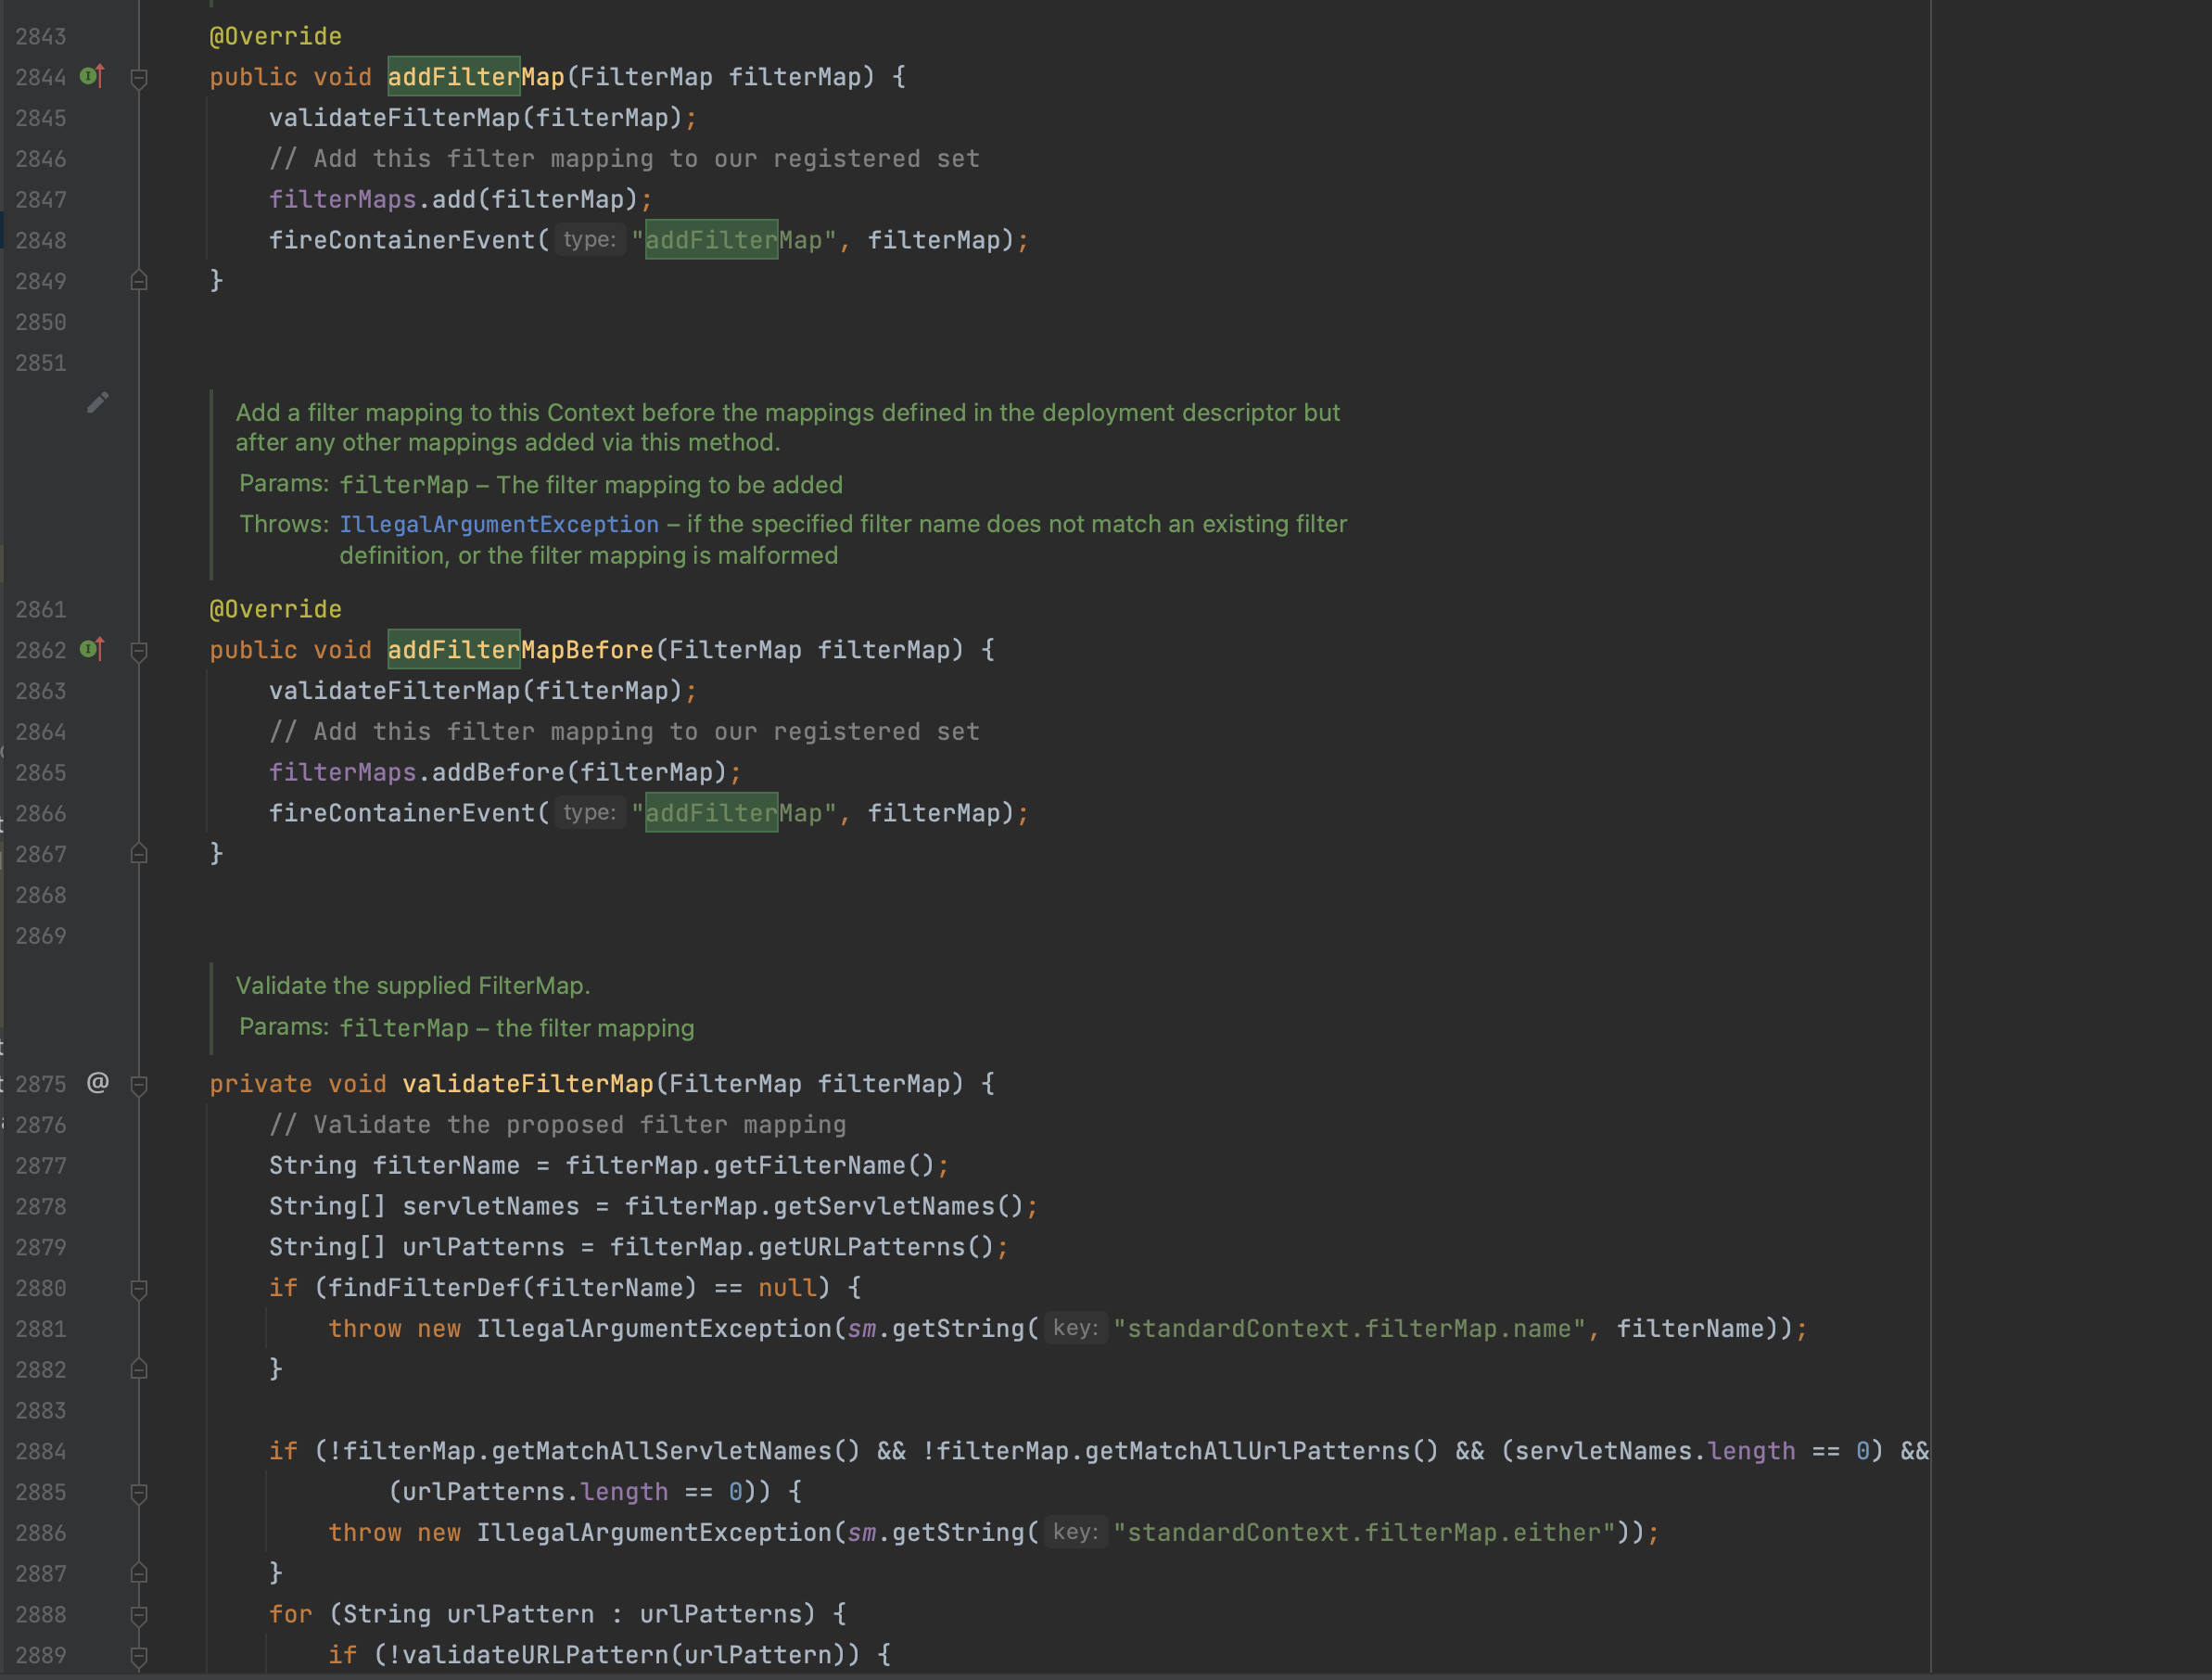 2843 @Override
2844 public void addFilterMap(FilterMap filterMap) {
2845 validateFilterMap(filterMap);
2846 // Add this filter mapping to our registered set
2847 filterMaps.add(filterMap);
2848 fireContainerEvent( type: "addFilterMap", filterMap);
2849 }
2850
2851
Add a filter mapping to this Context before the mappings defined in the deployment descriptor but
after any other mappings added via this method.
Params: filterMap – The filter mapping to be added
Throws: IllegalArgumentException – if the specified filter name does not match an existing filter
definition, or the filter mapping is malformed
2861 @Override
2862 public void addFilterMapBefore(FilterMap filterMap) {
2863 validateFilterMap(filterMap);
2864 // Add this filter mapping to our registered set
2865 filterMaps.addBefore(filterMap);
2866 fireContainerEvent( type: "addFilterMap", filterMap);
2867 }
2868
2869
Validate the supplied FilterMap.
Params: filterMap – the filter mapping
2875 @ private void validateFilterMap(FilterMap filterMap) {
2876 // Validate the proposed filter mapping
2877 String filterName = filterMap.getFilterName();
2878 String[] servletNames = filterMap.getServletNames();
2879 String[] urlPatterns = filterMap.getURLPatterns();
2880 if (findFilterDef(filterName) == null) {
2881 throw new IllegalArgumentException(sm.getString( key: "standardContext.filterMap.name", filterName));
2882 }
2883
2884 if (!filterMap.getMatchAllServletNames() && !filterMap.getMatchAllUrlPatterns() && (servletNames.length == 0) &&
2885 (urlPatterns.length == 0)) {
2886 throw new IllegalArgumentException(sm.getString( key: "standardContext.filterMap.either"));
2887 }
2888 for (String urlPattern : urlPatterns) {
2889 if (!validateURLPattern(urlPattern)) {